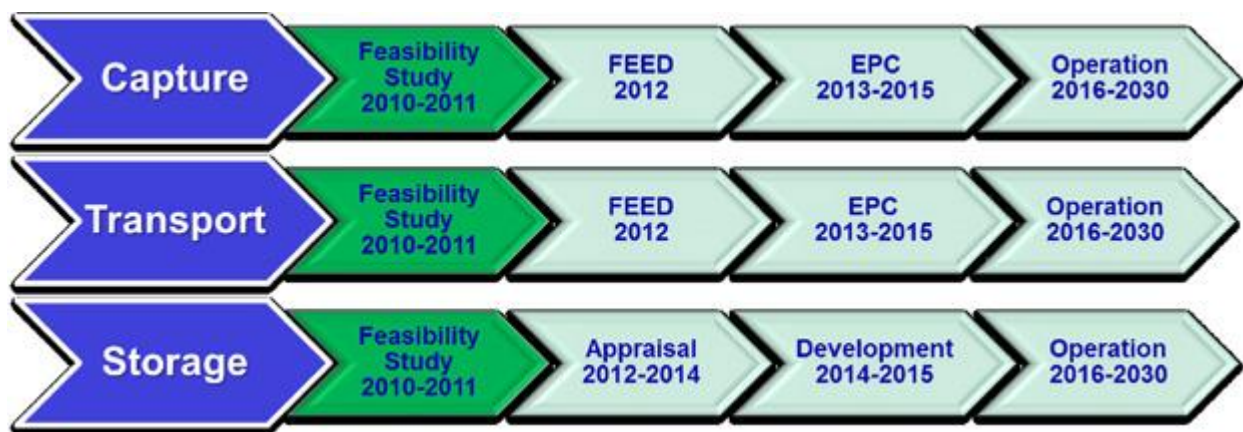 Capture
Feasibility
Study
2010-2011
FEED
2012
EPC
2013-2015
Operation
2016-2030
Transport
Feasibility
Study
2010-2011
FEED
2012
EPC
2013-2015
Operation
2016-2030
Storage
Feasibility
Study
2010-2011
Appraisal
2012-2014
Development
2014-2015
Operation
2016-2030